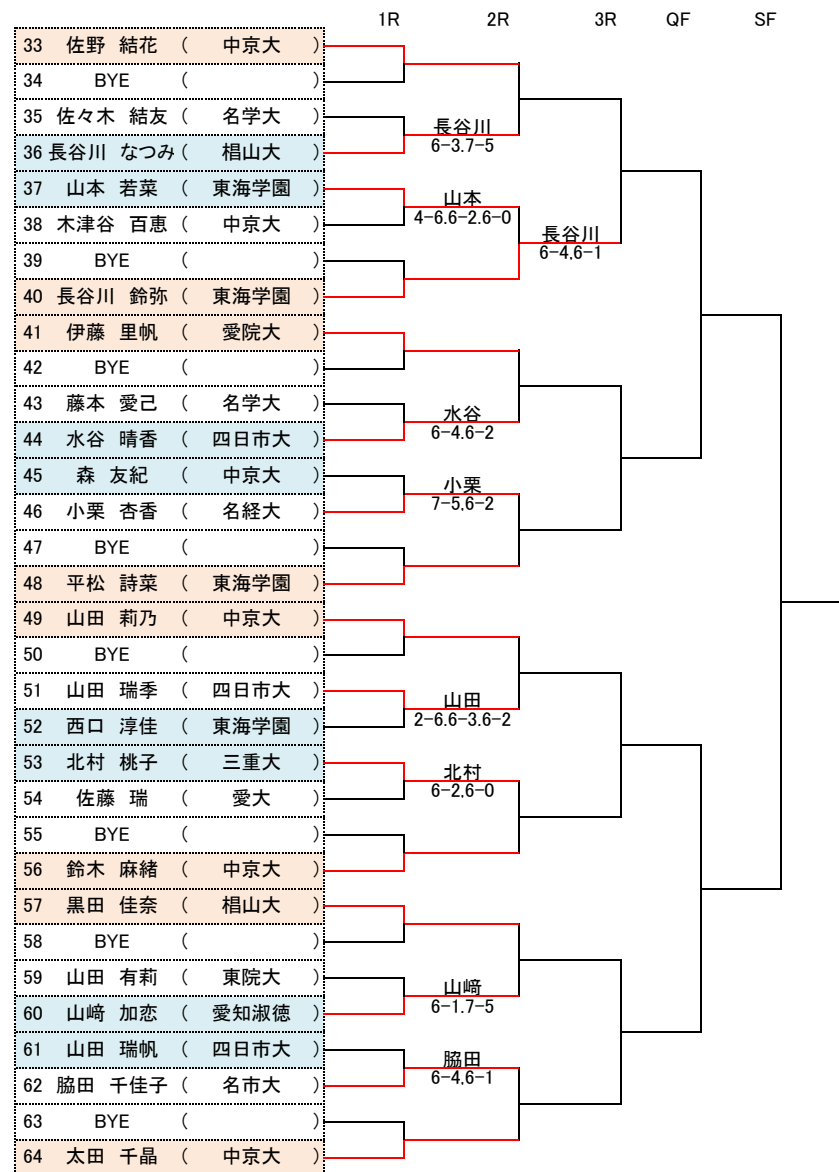 1R 2R 3R QF SF
33 佐野 結花 ( 中京大 )
34 BYE ( )
35 佐々木 結友 ( 名学大 )
長谷川
6-3.7-5
36 長谷川 なつみ ( 椙山大 )
37 山本 若菜 ( 東海学園 )
山本
4-6.6-2.6-0
38 木津谷 百恵 ( 中京大 )
長谷川
6-4,6-1
39 BYE ( )
40 長谷川 鈴弥 ( 東海学園 )
41 伊藤 里帆 ( 愛院大 )
42 BYE ( )
43 藤本 愛己 ( 名学大 )
水谷
6-4.6-2
44 水谷 晴香 ( 四日市大 )
45 森 友紀 ( 中京大 )
小栗
7-5,6-2
46 小栗 杏香 ( 名経大 )
47 BYE ( )
48 平松 詩菜 ( 東海学園 )
49 山田 莉乃 ( 中京大 )
50 BYE ( )
51 山田 瑞季 ( 四日市大 )
山田
2-6.6-3.6-2
52 西口 淳佳 ( 東海学園 )
53 北村 桃子 ( 三重大 )
北村
6-2,6-0
54 佐藤 瑞 ( 愛大 )
55 BYE ( )
56 鈴木 麻緒 ( 中京大 )
57 黒田 佳奈 ( 椙山大 )
58 BYE ( )
59 山田 有莉 ( 東院大 )
山﨑
6-1.7-5
60 山﨑 加恋 ( 愛知淑徳 )
61 山田 瑞帆 ( 四日市大 )
脇田
6-4,6-1
62 脇田 千佳子 ( 名市大 )
63 BYE ( )
64 太田 千晶 ( 中京大 )